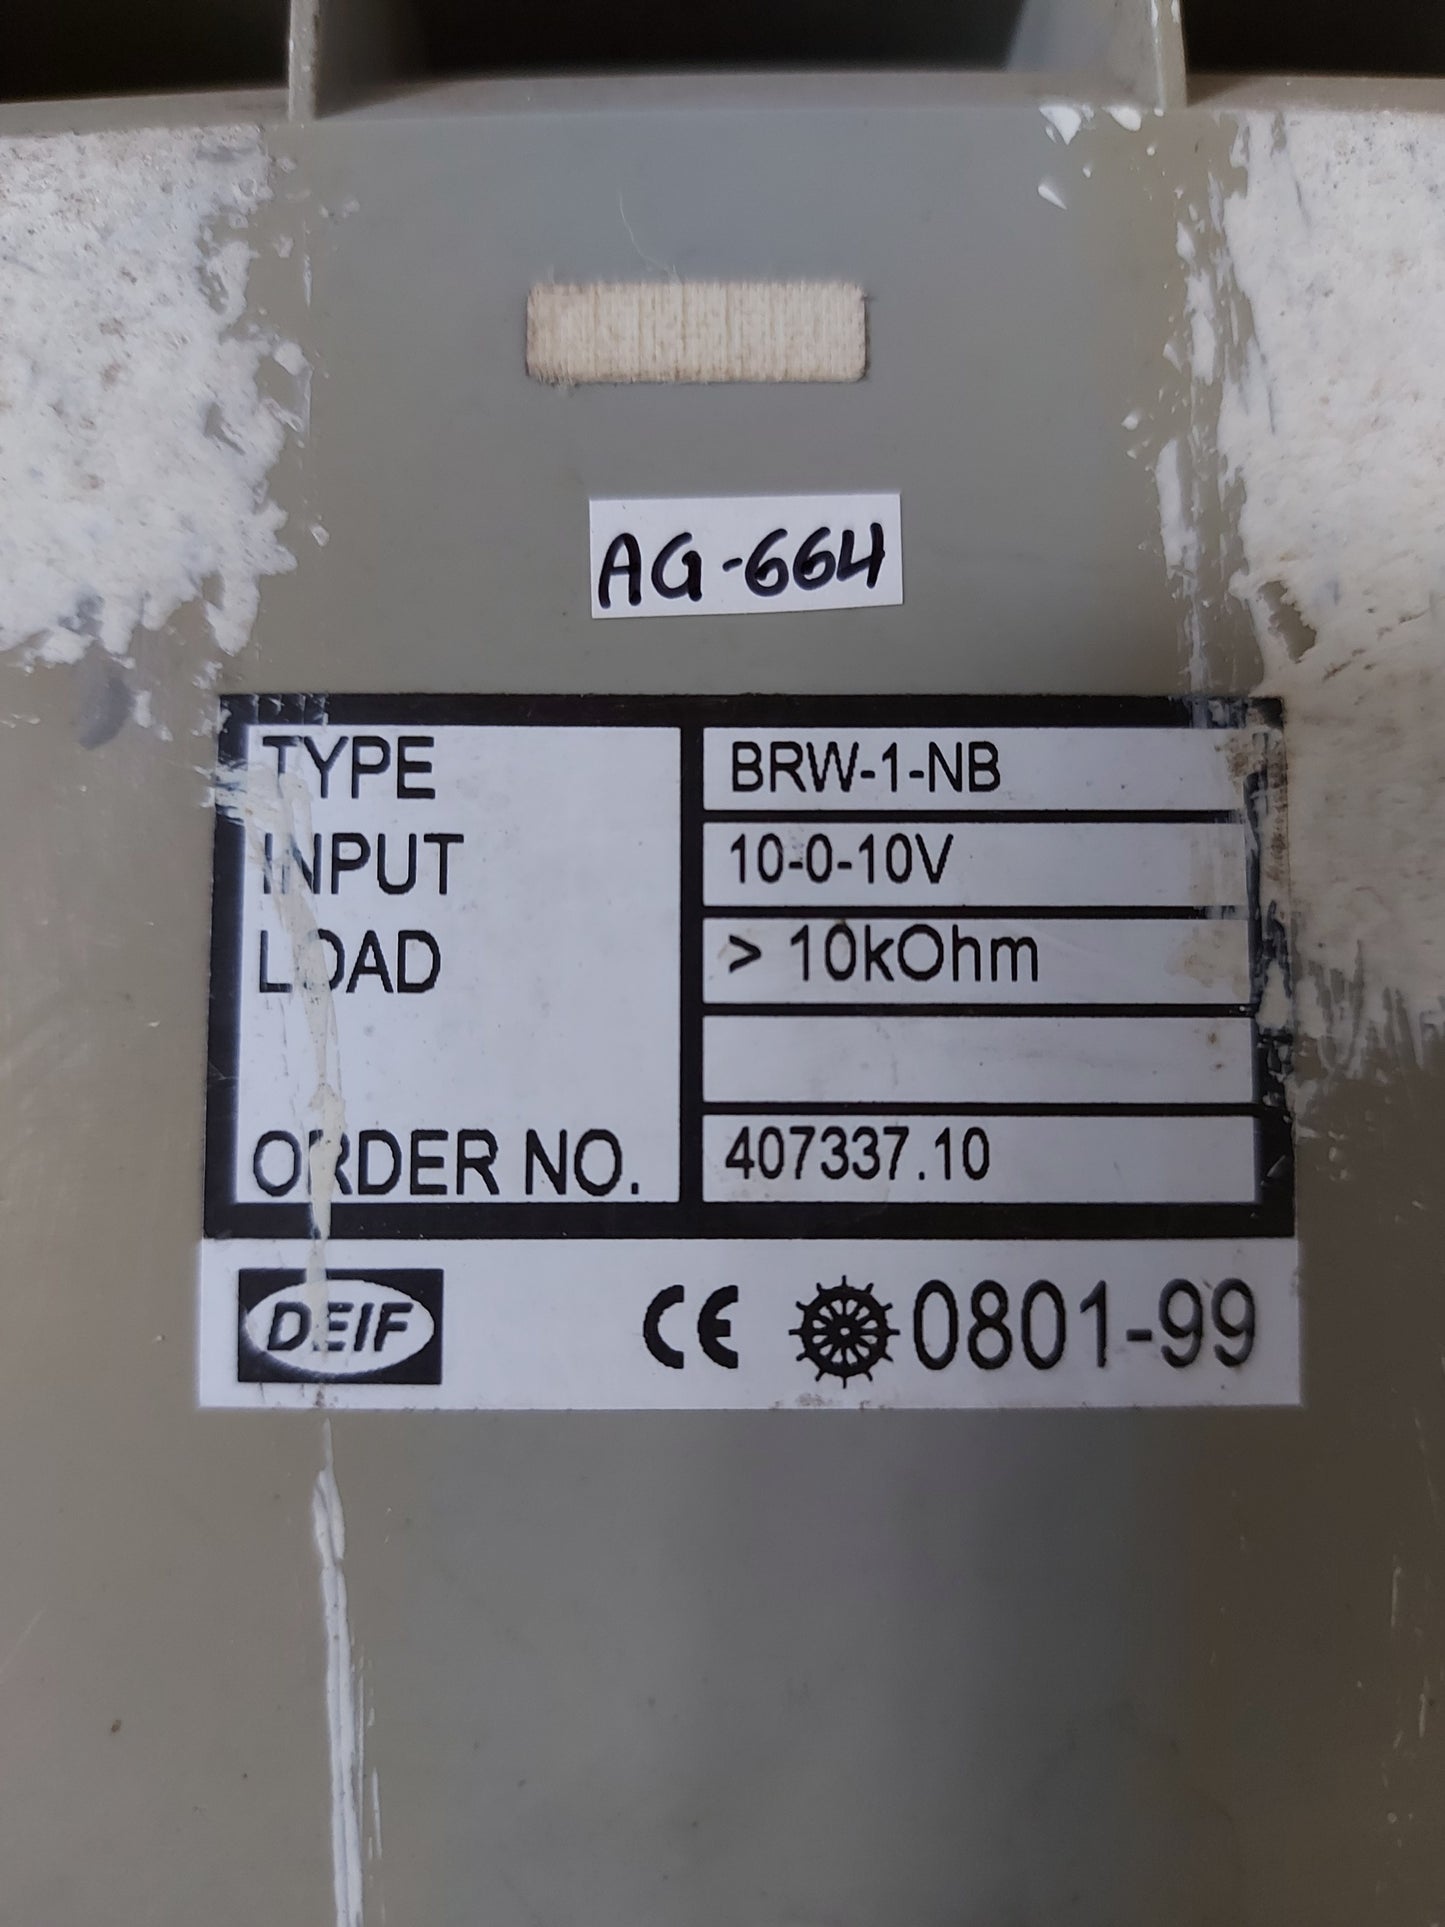 AG-664
TYPE BRW-1-NB
INPUT 10-0-10V
LOAD > 10kOhm
ORDER NO. 407337.10
DEIF CE 0801-99